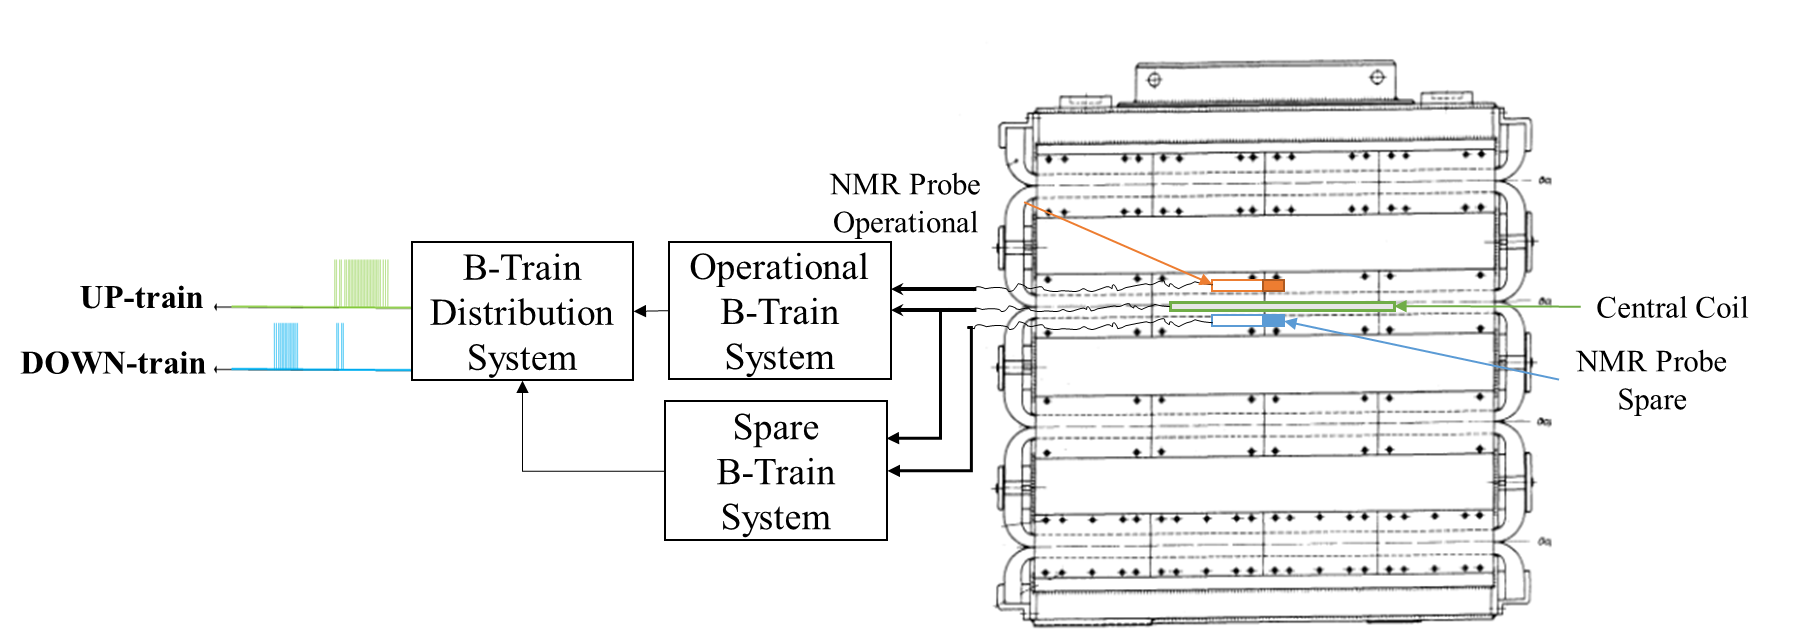 NMR Probe
Operational
B-Train
Distribution
System
Operational
B-Train
System
UP-train
DOWN-train
Central Coil
NMR Probe
Spare
Spare
B-Train
System